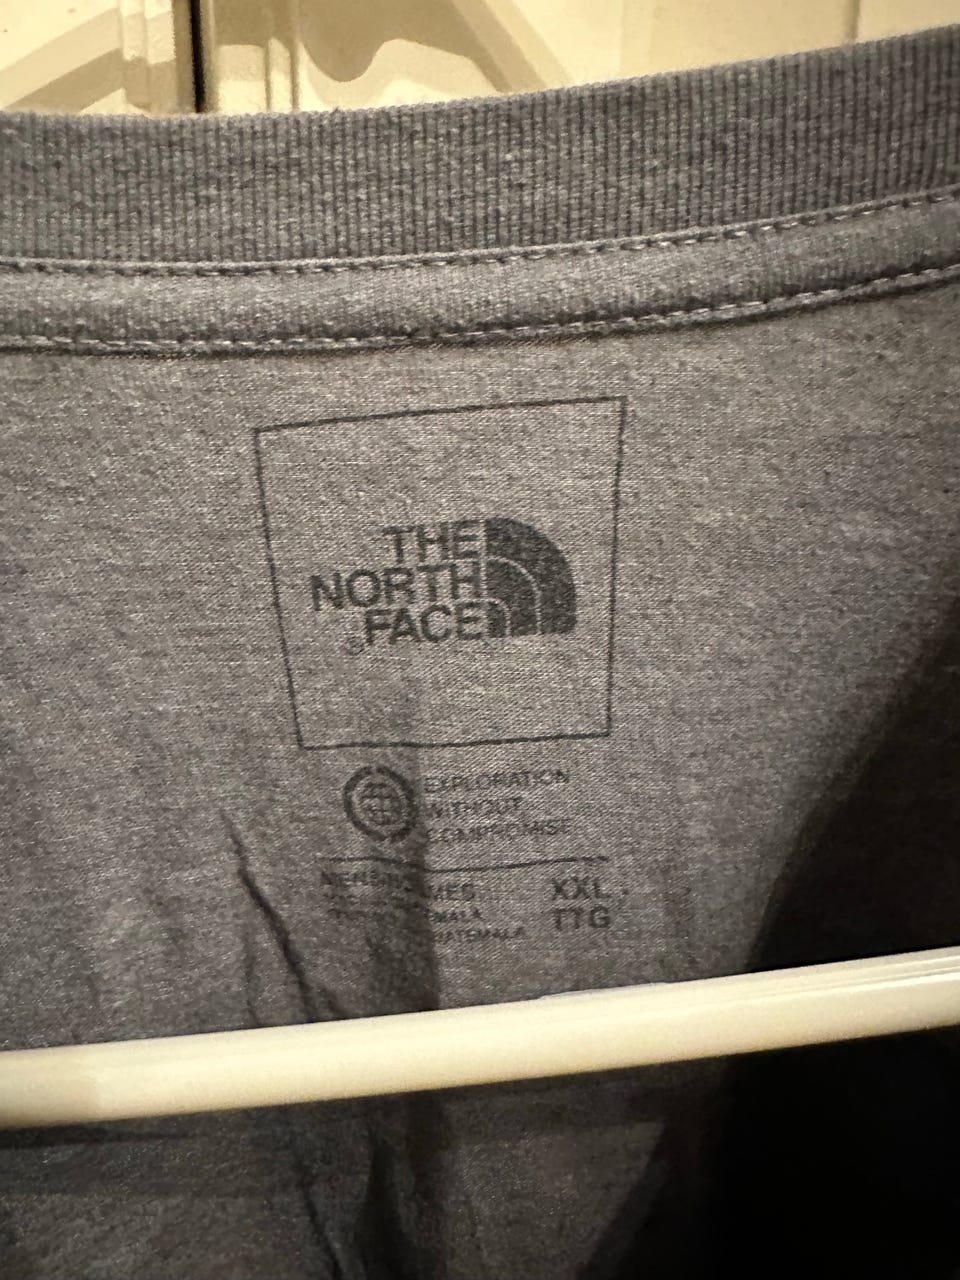 THE
NORTH
FACE
®
EXPLORATION
WITHOUT
COMPROMISE
XXL
TTG